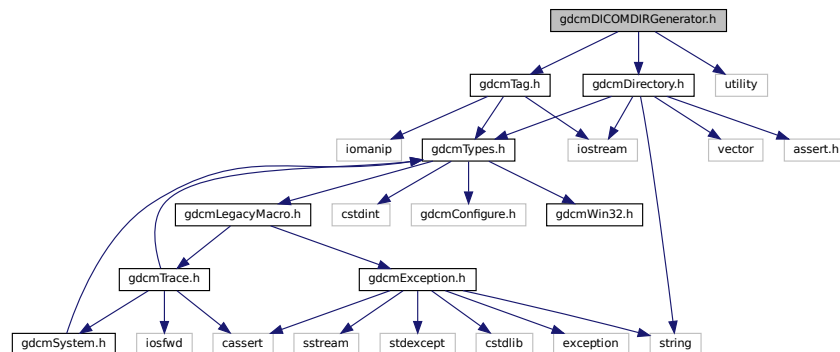 gdcmDICOMDIRGenerator.h
gdcmTag.h
gdcmDirectory.h
utility
iomanip
gdcmTypes.h
iostream
vector
assert.h
gdcmLegacyMacro.h
cstdint
gdcmConfigure.h
gdcmWin32.h
gdcmTrace.h
gdcmException.h
gdcmSystem.h
iosfwd
cassert
sstream
stdexcept
cstdlib
exception
string